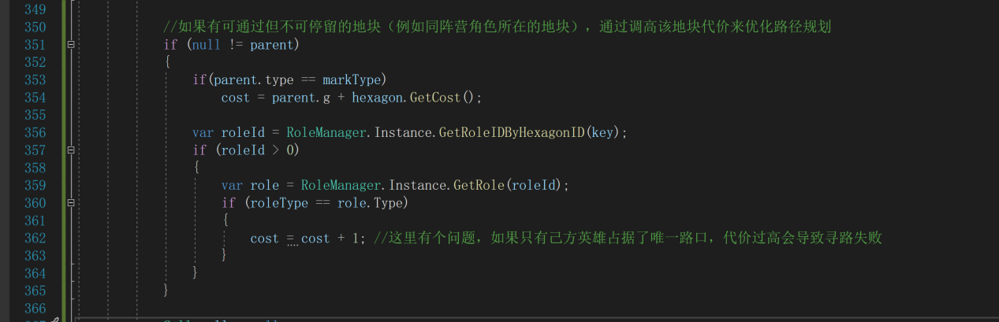 349
350 //如果有可通过但不可停留的地块（例如同阵营角色所在的地块），通过调高该地块代价来优化路径规划
351 if (null != parent)
352 {
353 if(parent.type == markType)
354 cost = parent.g + hexagon.GetCost();
355
356 var roleId = RoleManager.Instance.GetRoleIDByHexagonID(key);
357 if (roleId > 0)
358 {
359 var role = RoleManager.Instance.GetRole(roleId);
360 if (roleType == role.Type)
361 {
362 cost = cost + 1; //这里有个问题，如果只有己方英雄占据了唯一路口，代价过高会导致寻路失败
363 }
364 }
365 }
366